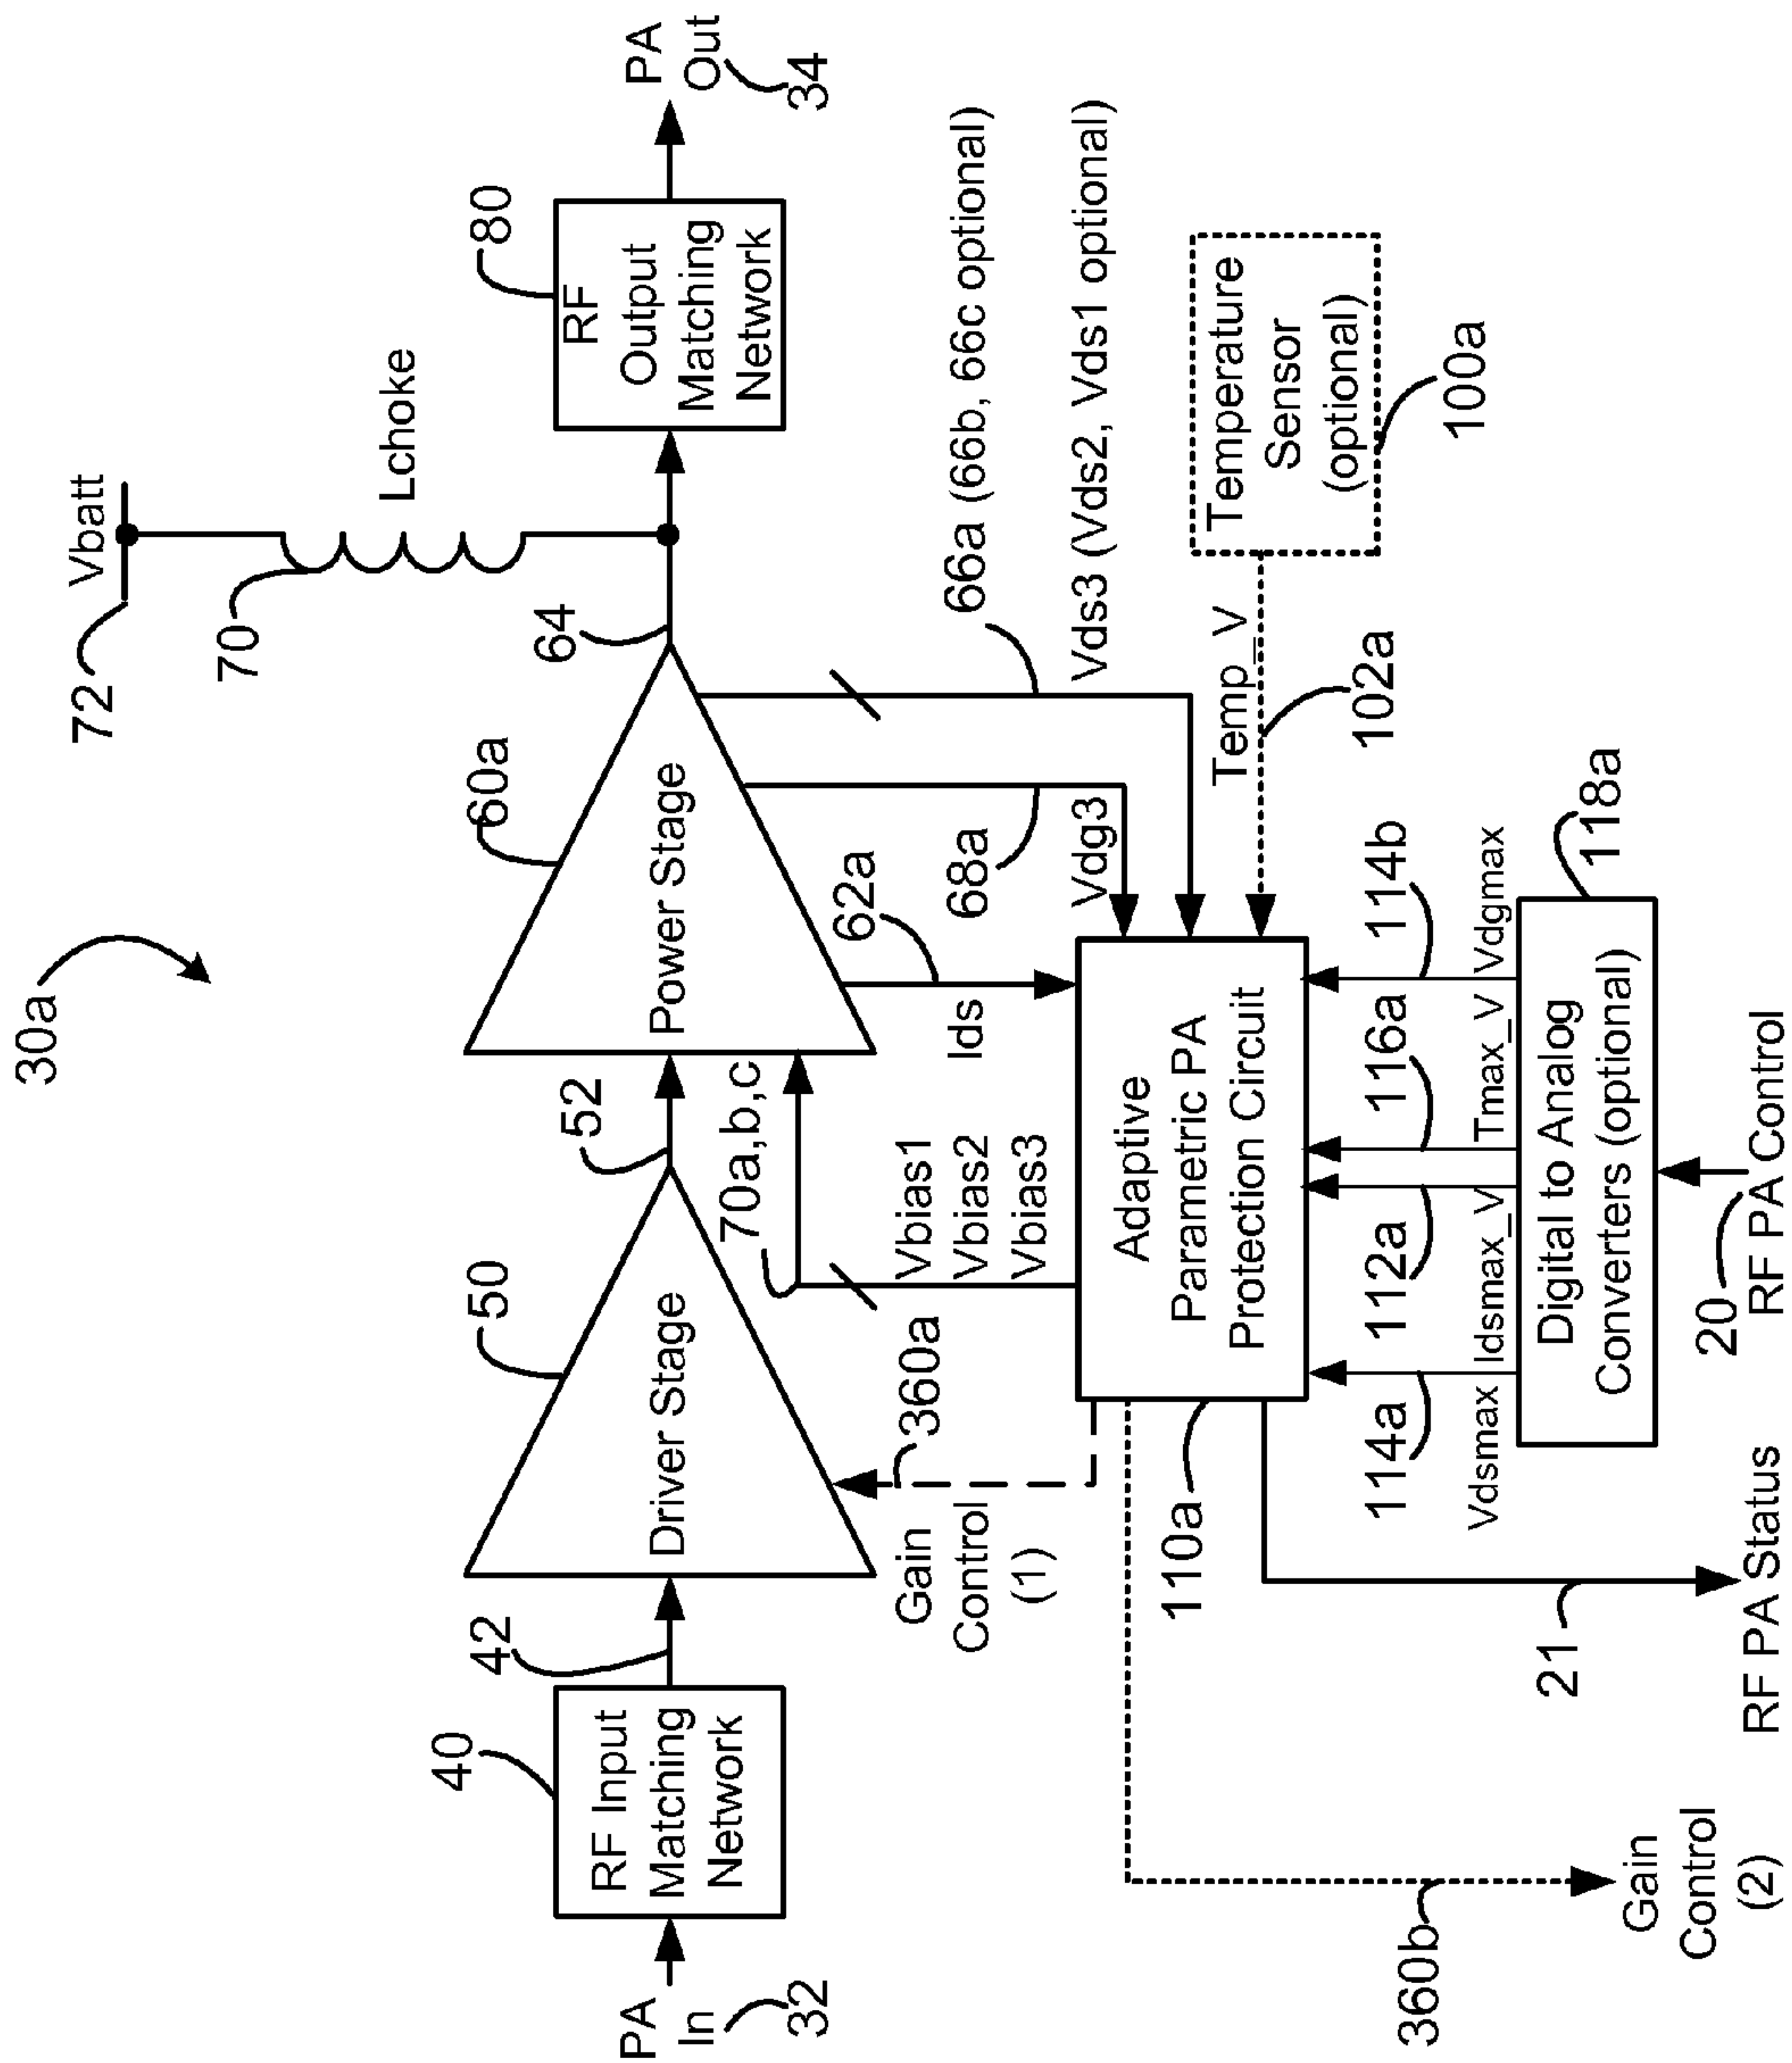 30a
72
Vbatt
70
Lchoke
PA
In
32
40
RF Input
Matching
Network
42
50
Driver Stage
52
60a
Power Stage
64
80
RF
Output
Matching
Network
PA
Out
34
Gain
Control
(1)
360a
70a,b,c
Vbias1
Vbias2
Vbias3
Ids
62a
68a
Vdg3
66a (66b, 66c optional)
Vds3 (Vds2, Vds1 optional)
Temp_V
102a
Temperature
Sensor
(optional)
100a
110a
Adaptive
Parametric PA
Protection Circuit
114a
112a
116a
114b
Vdsmax
Idsmax_V
Tmax_V
Vdgmax
118a
Digital to Analog
Converters (optional)
360b
Gain
Control
(2)
21
RF PA Status
20
RF PA Control